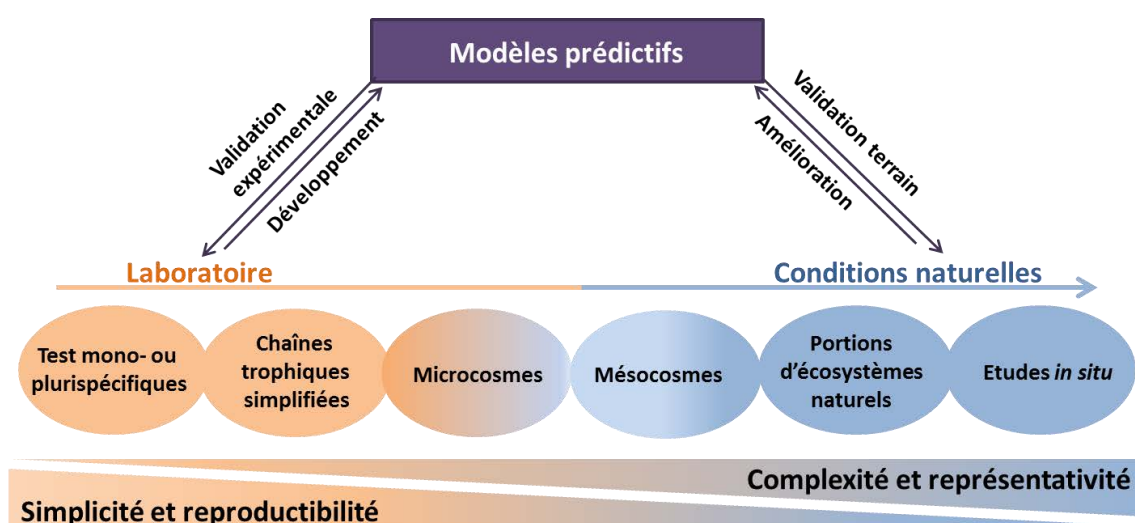 Modèles prédictifs
Validation
expérimentale
Développement
Validation terrain
Amélioration
Laboratoire
Conditions naturelles
Test mono- ou
plurispécifiques
Chaînes
trophiques
simplifiées
Microcosmes
Mésocosmes
Portions
d'écosystèmes
naturels
Etudes in situ
Complexité et représentativité
Simplicité et reproductibilité